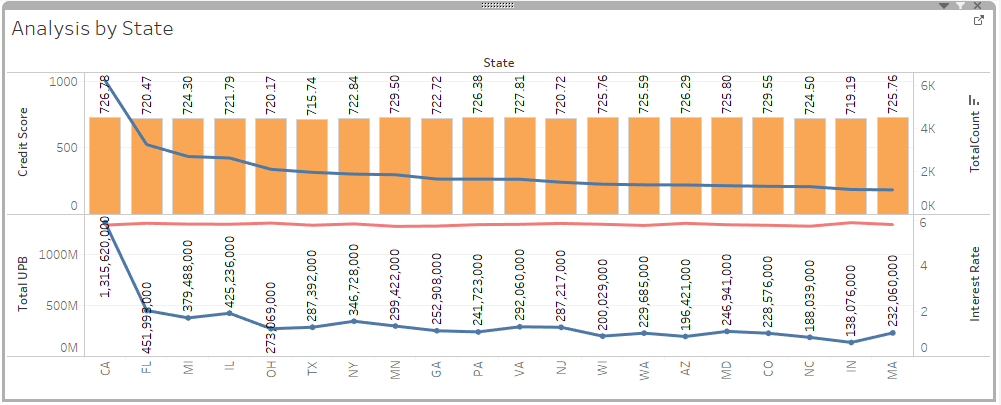 Analysis by State
State
1000
500
0
Credit Score
726.78
720.47
724.30
721.79
720.17
715.74
722.84
729.50
722.72
726.38
727.81
720.72
725.76
725.59
726.29
725.80
729.55
724.50
719.19
725.76
6K
4K
2K
0K
TotalCount
1000M
500M
0M
Total UPB
1,315,620,000
451,993,000
379,488,000
425,236,000
273,069,000
287,392,000
346,728,000
299,422,000
252,908,000
241,723,000
292,060,000
287,217,000
200,029,000
229,685,000
196,421,000
246,941,000
228,576,000
188,039,000
138,076,000
232,060,000
6
4
2
0
Interest Rate
CA
FL
MI
IL
OH
TX
NY
MN
GA
PA
VA
NJ
WI
WA
AZ
MD
CO
NC
IN
MA